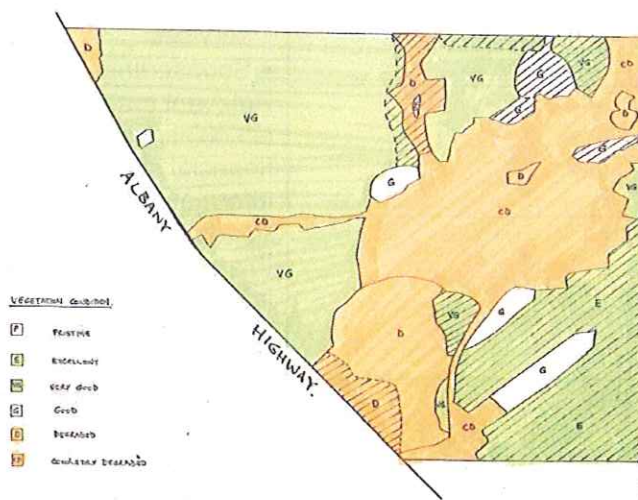 D
VG
D
VG
G
VG
CD
G
G
D
G
G
D
VG
CD
CD
VG
ALBANY
HIGHWAY.
E
VG
G
D
G
D
VG
CD
E
VEGETATION CONDITION.
P PRISTINE
E EXCELLENT
VG VERY GOOD
G GOOD
D DEGRADED
CD COMPLETELY DEGRADED